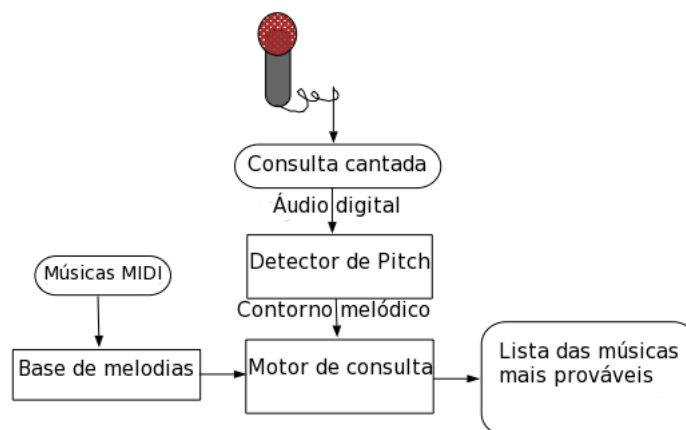 Consulta cantada
Áudio digital
Detector de Pitch
Músicas MIDI
Contorno melódico
Base de melodias
Motor de consulta
Lista das músicas
mais prováveis